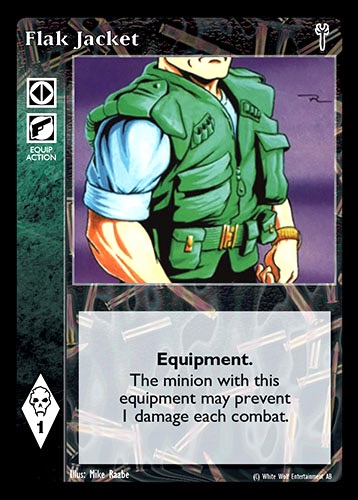 Flak Jacket
EQUIP
ACTION
Equipment.
The minion with this
equipment may prevent
1 damage each combat.
1
Illus: Mike Raabe
(C) White Wolf Entertainment AB